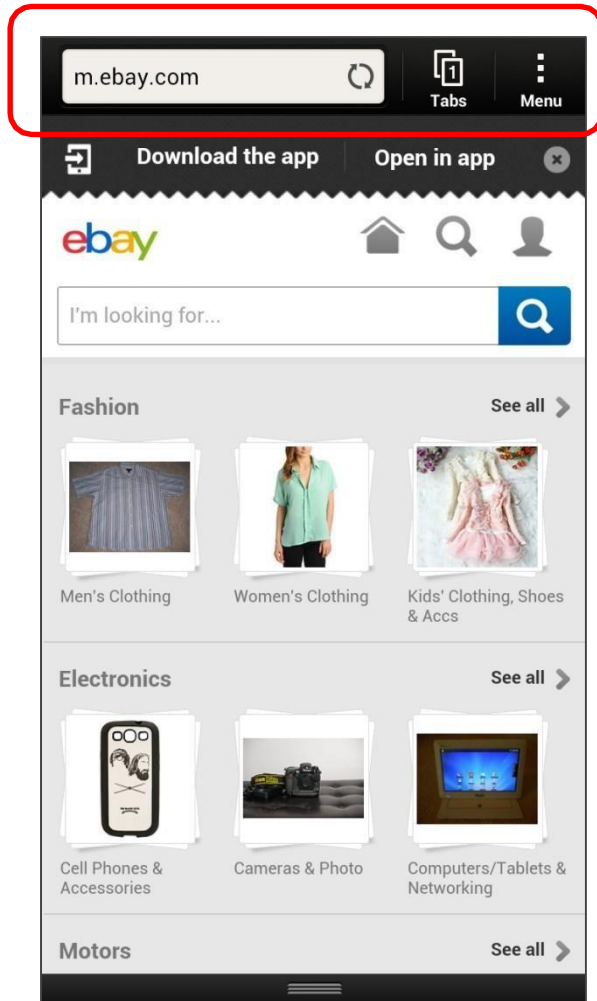 m.ebay.com
1
Tabs Menu
Download the app Open in app
ebay
I'm looking for...
Fashion See all
Men's Clothing Women's Clothing Kids' Clothing, Shoes
& Accs
Electronics See all
Cell Phones & Cameras & Photo Computers/Tablets &
Accessories Networking
Motors See all